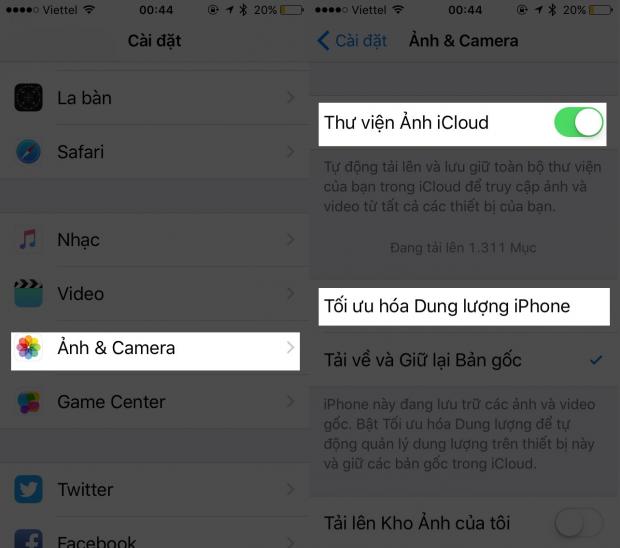 Viettel 00:44 20%
Cài đặt
La bàn
Safari
Nhạc
Video
Ảnh & Camera
Game Center
Twitter
Facebook
Viettel 00:44 20%
Cài đặt Ảnh & Camera
Thư viện Ảnh iCloud
Tự động tải lên và lưu giữ toàn bộ thư viện
của bạn trong iCloud để truy cập ảnh và
video từ tất cả các thiết bị của bạn.
Đang tải lên 1.311 Mục
Tối ưu hóa Dung lượng iPhone
Tải về và Giữ lại Bản gốc
iPhone này đang lưu trữ các ảnh và video
gốc. Bật Tối ưu hóa Dung lượng để tự
động quản lý dung lượng trên thiết bị này
và giữ các bản gốc trong iCloud.
Tải lên Kho Ảnh của tôi